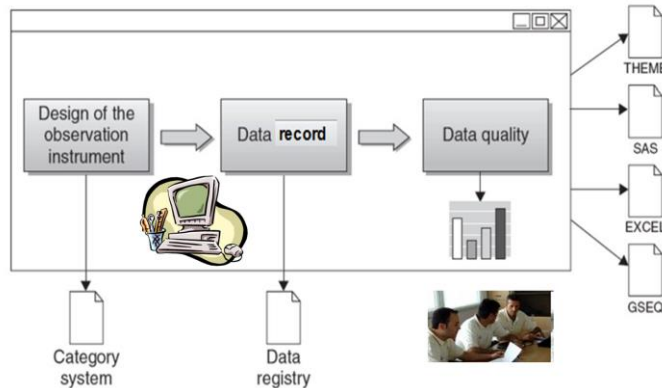 THEME
Design of the
observation
instrument
Data record
Data quality
SAS
EXCEL
GSEQ
Category
system
Data
registry